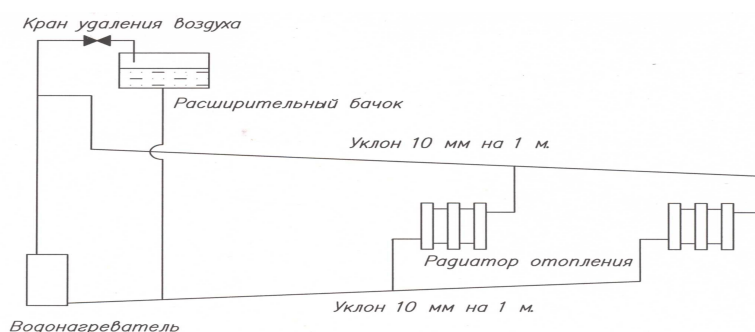 Кран удаления воздуха
Расширительный бачок
Уклон 10 мм на 1 м.
Радиатор отопления
Уклон 10 мм на 1 м.
Водонагреватель